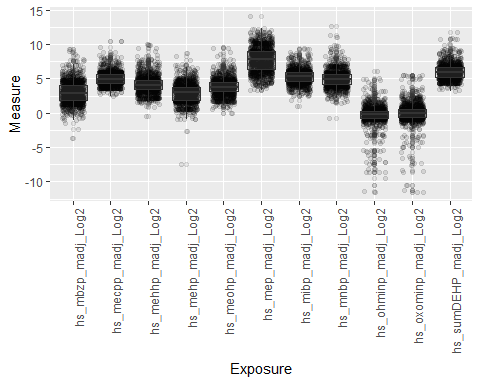 15
10
5
0
-5
-10
Measure
hs_mbzp_madj_Log2
hs_mecpp_madj_Log2
hs_mehhp_madj_Log2
hs_mehp_madj_Log2
hs_meohp_madj_Log2
hs_mep_madj_Log2
hs_mibp_madj_Log2
hs_mnbp_madj_Log2
hs_ohminp_madj_Log2
hs_oxominp_madj_Log2
hs_sumDEHP_madj_Log2
Exposure